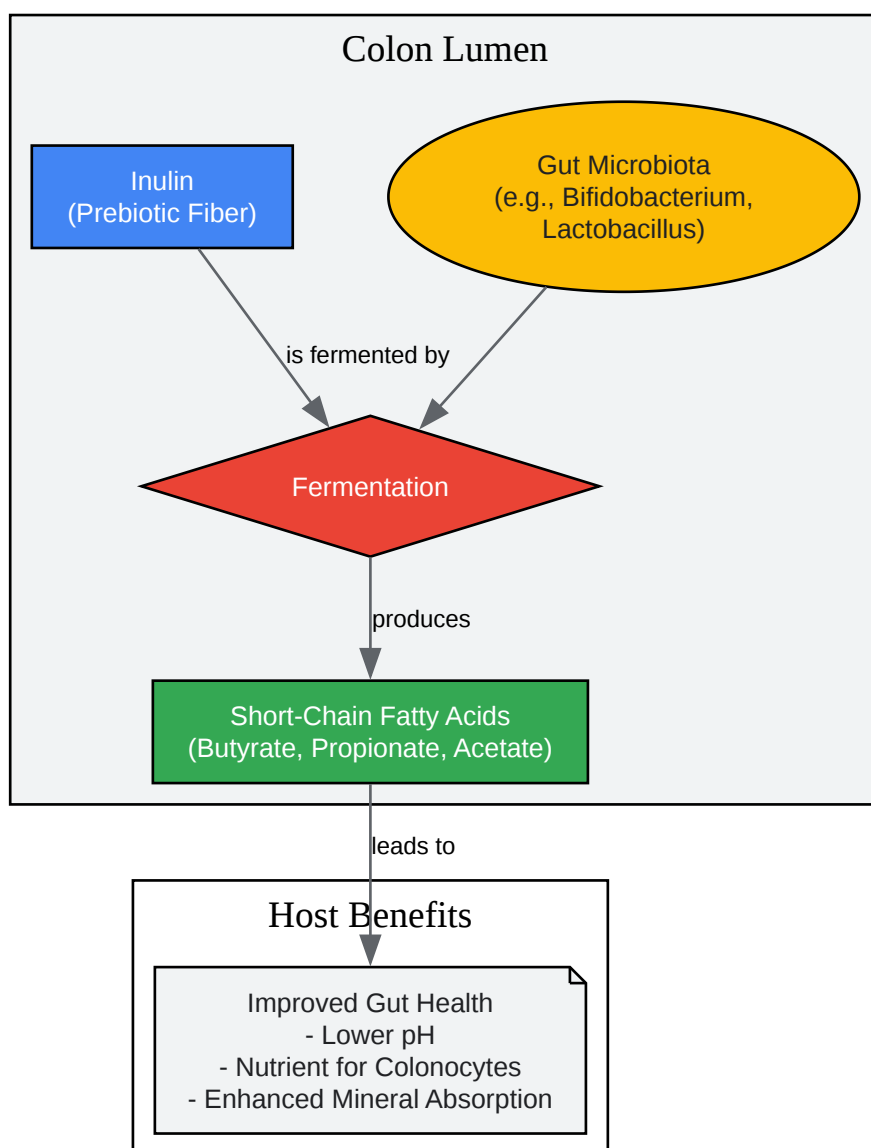 Colon Lumen
Inulin
(Prebiotic Fiber)
Gut Microbiota
(e.g., Bifidobacterium,
Lactobacillus)
is fermented by
Fermentation
produces
Short-Chain Fatty Acids
(Butyrate, Propionate, Acetate)
leads to
Host Benefits
Improved Gut Health
- Lower pH
- Nutrient for Colonocytes
- Enhanced Mineral Absorption